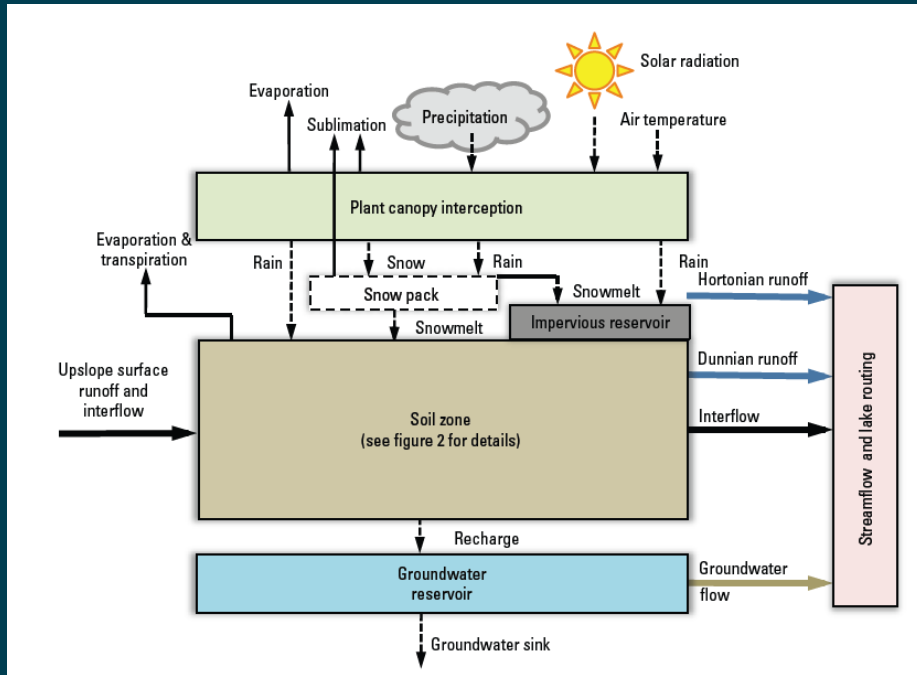 Solar radiation
Evaporation
Sublimation
Precipitation
Air temperature
Plant canopy interception
Evaporation &
transpiration
Rain
Snow
Rain
Rain
Hortonian runoff
Snow pack
Snowmelt
Impervious reservoir
Snowmelt
Dunnian runoff
Upslope surface
runoff and
interflow
Soil zone
(see figure 2 for details)
Interflow
Streamflow and lake routing
Recharge
Groundwater
reservoir
Groundwater
flow
Groundwater sink